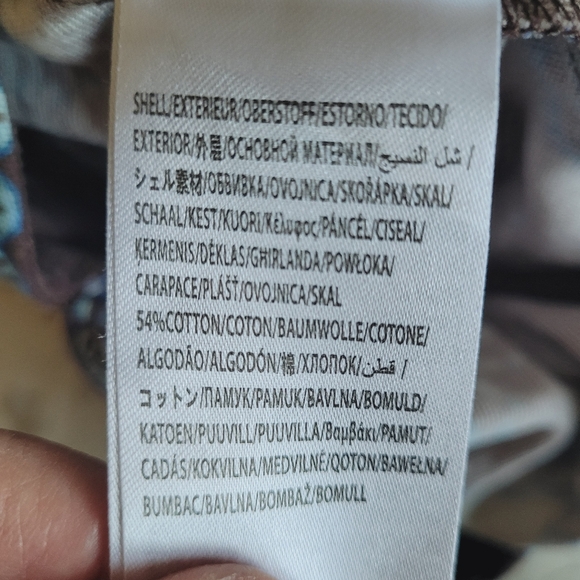 SHELL/EXTERIEUR/OBERSTOFF/ESTORNO/TECIDO/
EXTERIOR/外层/ОСНОВНОЙ МАТЕРИАЛ/شل النسيج/
シェル素材/ОБВИВКА/OVOJNICA/SKOŘÁPKA/SKAL/
SCHAAL/KEST/KUORI/Κέλυφος/PÁNCÉL/CISEAL/
KERMENIS/DĖKLAS/GĦIRLANDA/POWŁOKA/
CARAPACE/PLÁŠŤ/OVOJNICA/SKAL
54%COTTON/COTON/BAUMWOLLE/COTONE/
ALGODÃO/ALGODÓN/棉/ХЛОПОК/قطن/
コットン/ПАМУК/PAMUK/BAVLNA/BOMULD/
KATOEN/PUUVILL/PUUVILLA/Βαμβάκι/PAMUT/
CADÁS/KOKVILNA/MEDVILNĖ/QOTON/BAWEŁNA/
BUMBAC/BAVLNA/BOMBAŽ/BOMULL